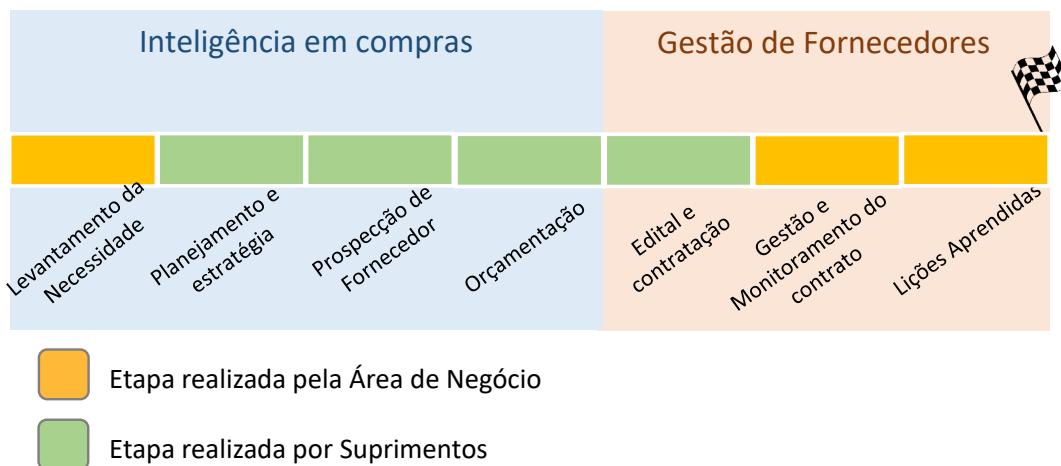 Inteligência em compras
Gestão de Fornecedores
Levantamento da
Necessidade
Planejamento e
estratégia
Prospecção de
Fornecedor
Orçamentação
Edital e
contratação
Gestão e
Monitoramento do
contrato
Lições Aprendidas
Etapa realizada pela Área de Negócio
Etapa realizada por Suprimentos